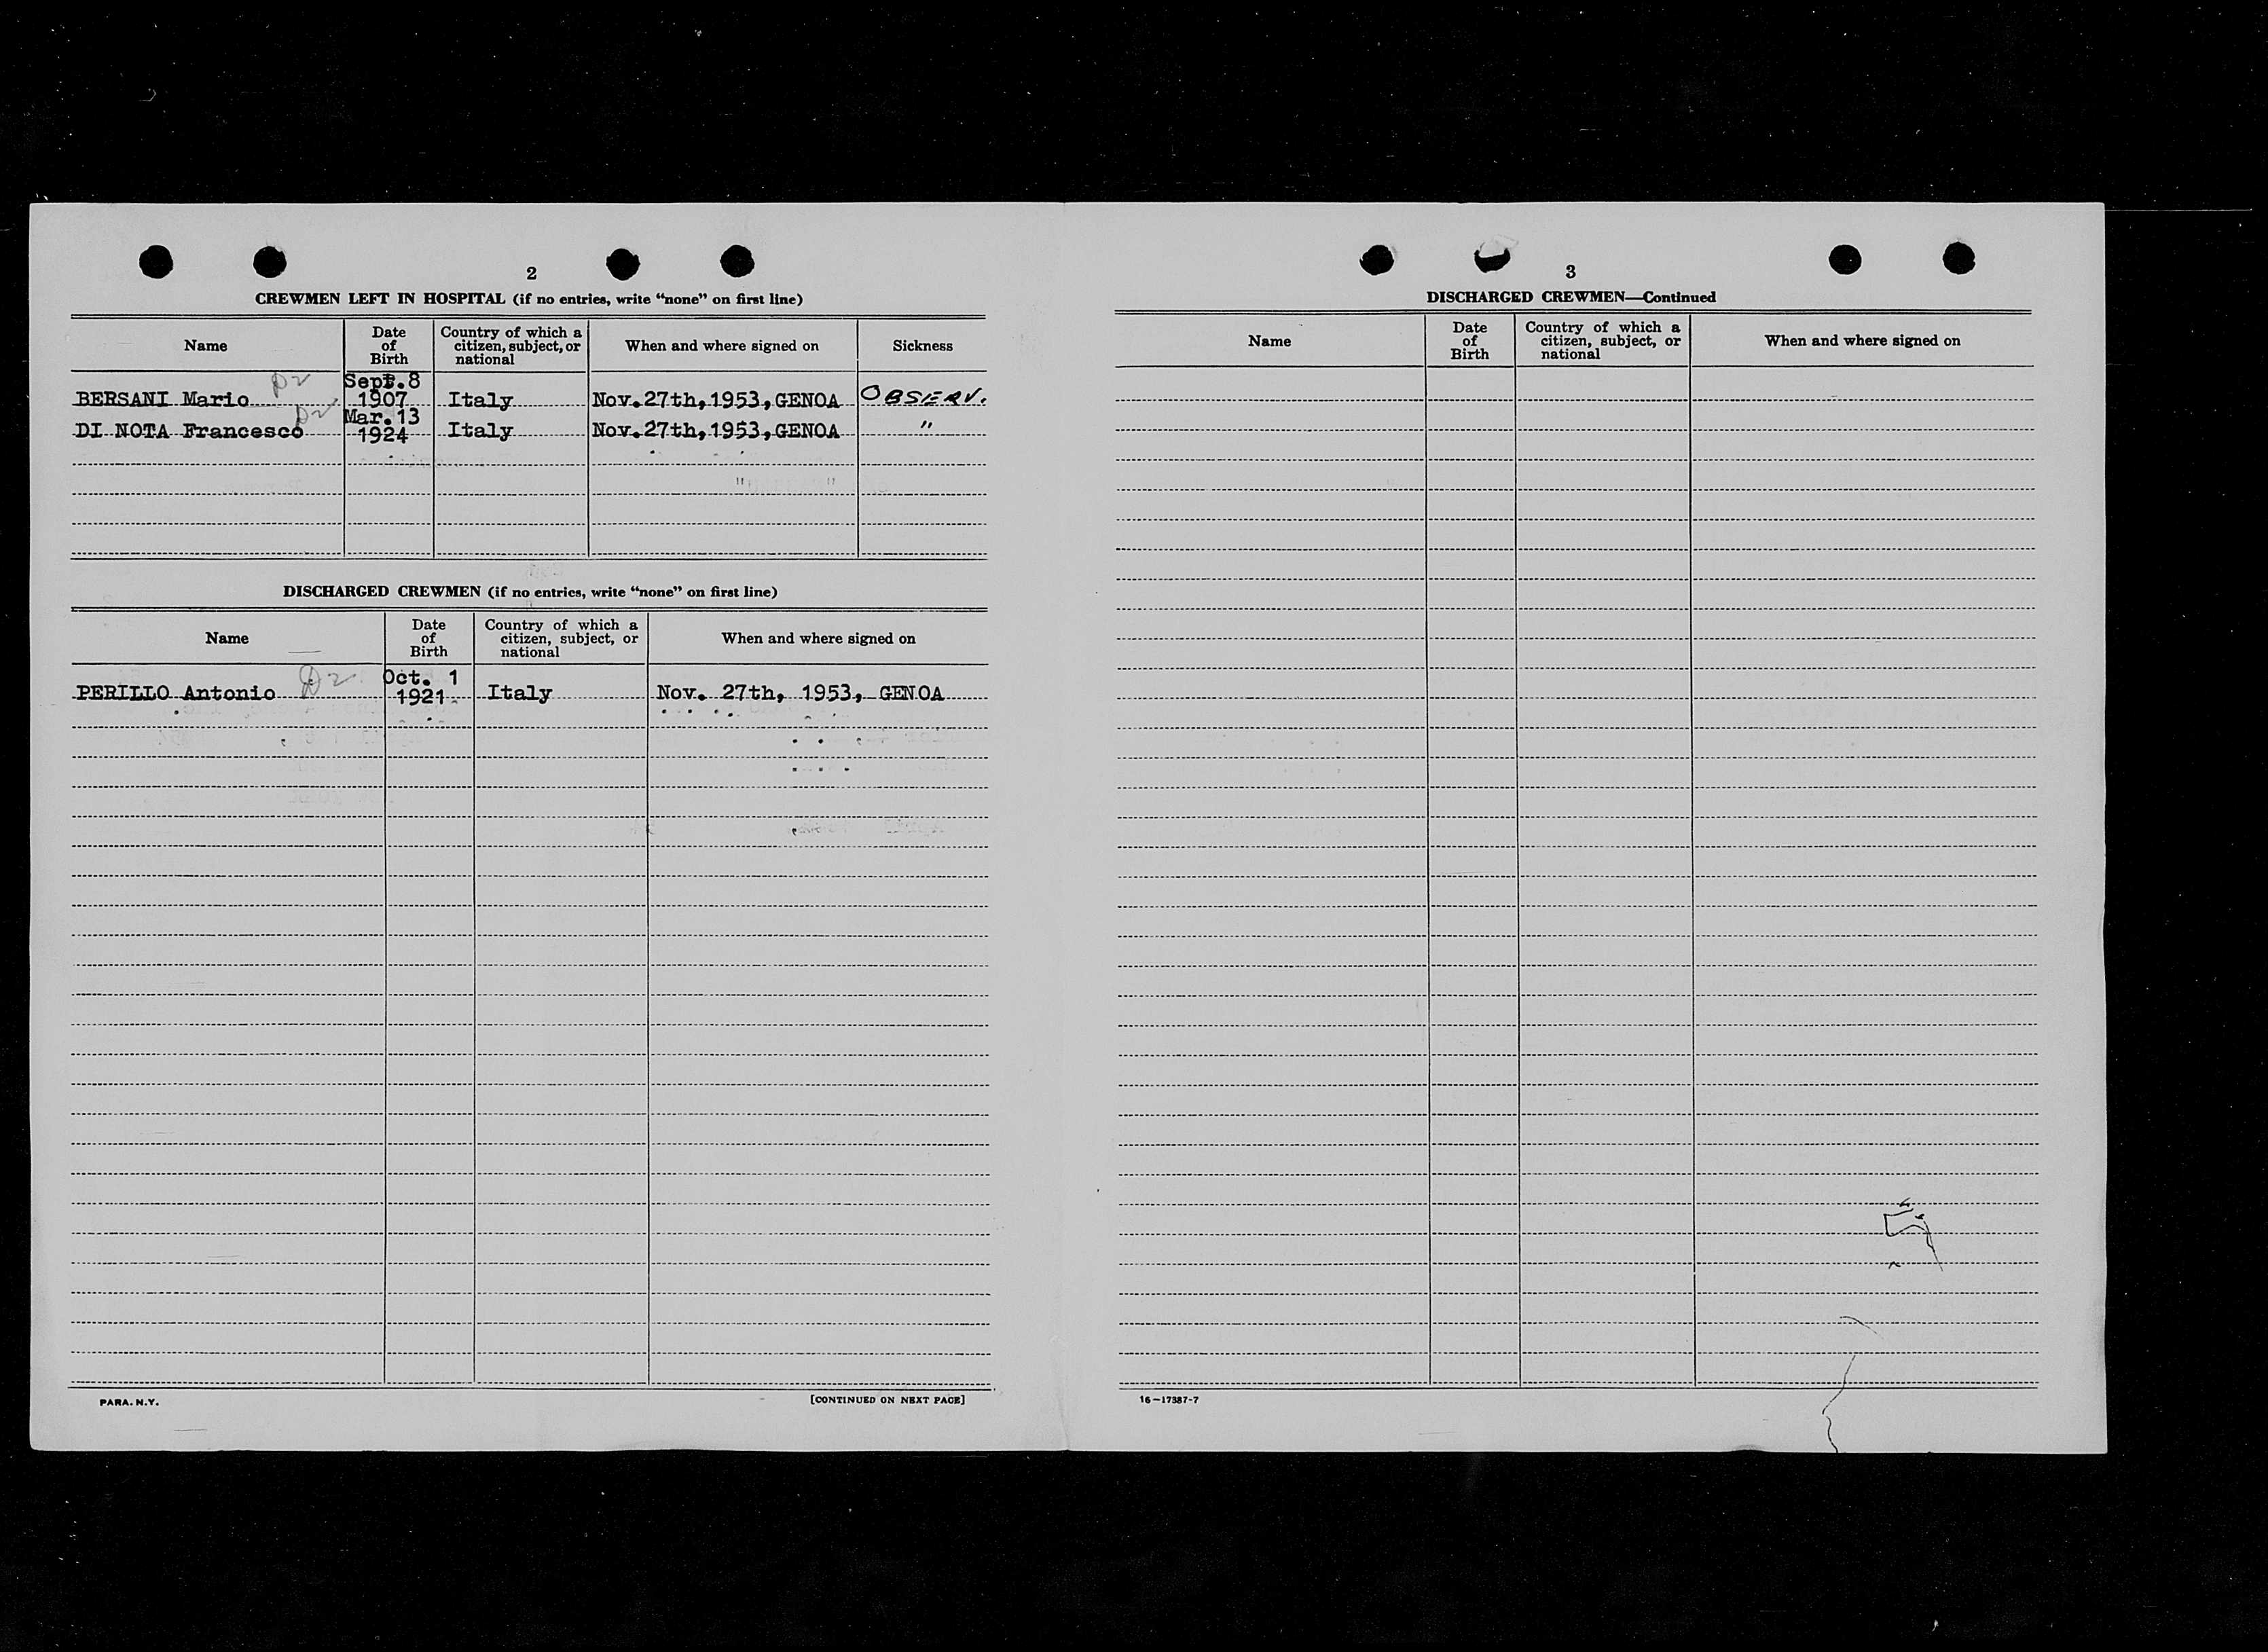 2
CREWMEN LEFT IN HOSPITAL (if no entries, write “none” on first line)
Name
Date of Birth
Country of which a citizen, subject, or national
When and where signed on
Sickness
BERSANI Mario D2 Sept.8 1907 Italy Nov.27th,1953,GENOA OBSERV.
DI NOTA Francesco D2 Mar.13 1924 Italy Nov.27th,1953,GENOA "
" "
DISCHARGED CREWMEN (if no entries, write “none” on first line)
Name
Date of Birth
Country of which a citizen, subject, or national
When and where signed on
PERILLO Antonio D2 Oct. 1 1921 Italy Nov. 27th, 1953, GENOA
PARA. N.Y.
[CONTINUED ON NEXT PAGE]
3
DISCHARGED CREWMEN—Continued
Name
Date of Birth
Country of which a citizen, subject, or national
When and where signed on
16—17387-7